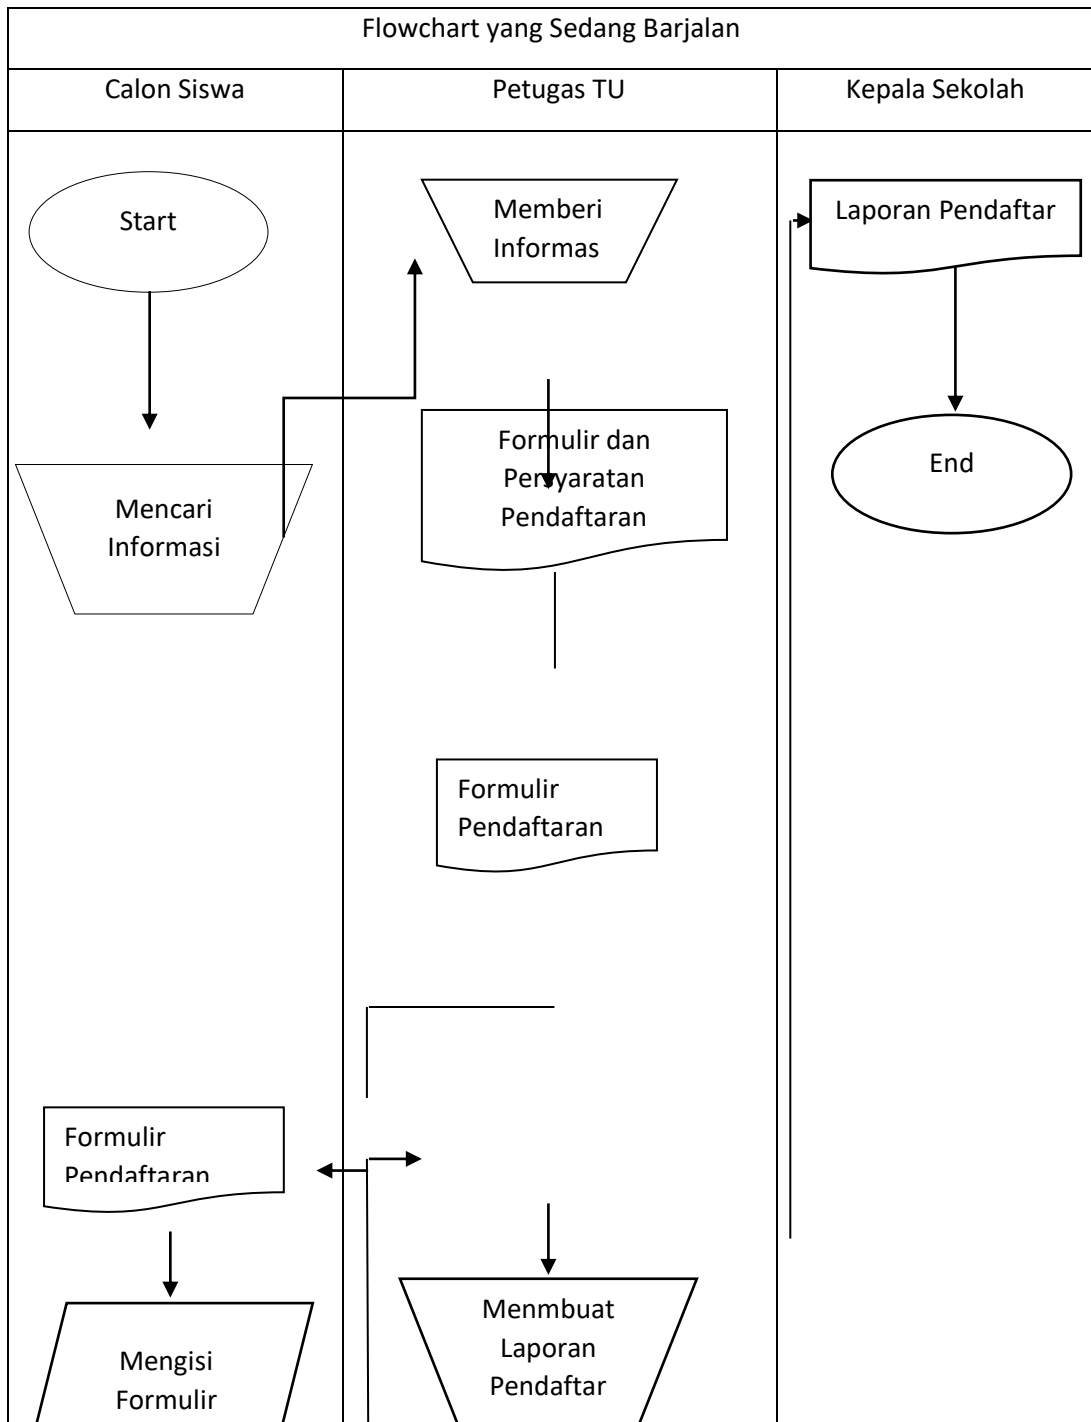 Flowchart yang Sedang Barjalan
Calon Siswa
Petugas TU
Kepala Sekolah
Start
Memberi
Informas
Laporan Pendaftar
Mencari
Informasi
Formulir dan
Persyaratan
Pendaftaran
End
Formulir
Pendaftaran
Formulir
Pendaftaran
Mengisi
Formulir
Menmbuat
Laporan
Pendaftar